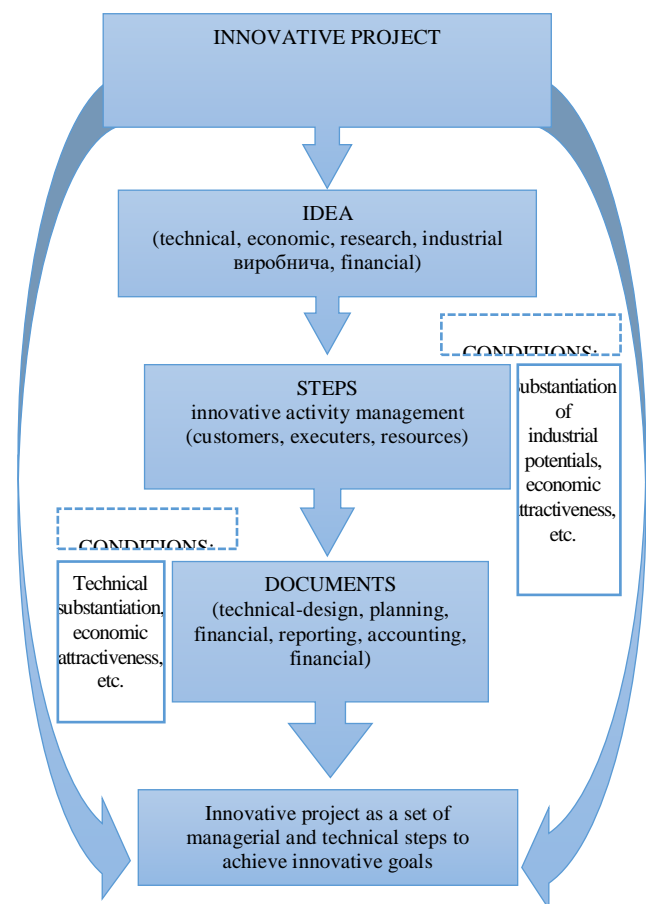 INNOVATIVE PROJECT
IDEA
(technical, economic, research, industrial
виробнича, financial)
CONDITIONS:
STEPS
innovative activity management
(customers, executers, resources)
ubstantiation
of
industrial
potentials,
economic
ttractiveness,
etc.
CONDITIONS:
Technical
substantiation,
economic
attractiveness,
etc.
DOCUMENTS
(technical-design, planning,
financial, reporting, accounting,
financial)
Innovative project as a set of
managerial and technical steps to
achieve innovative goals